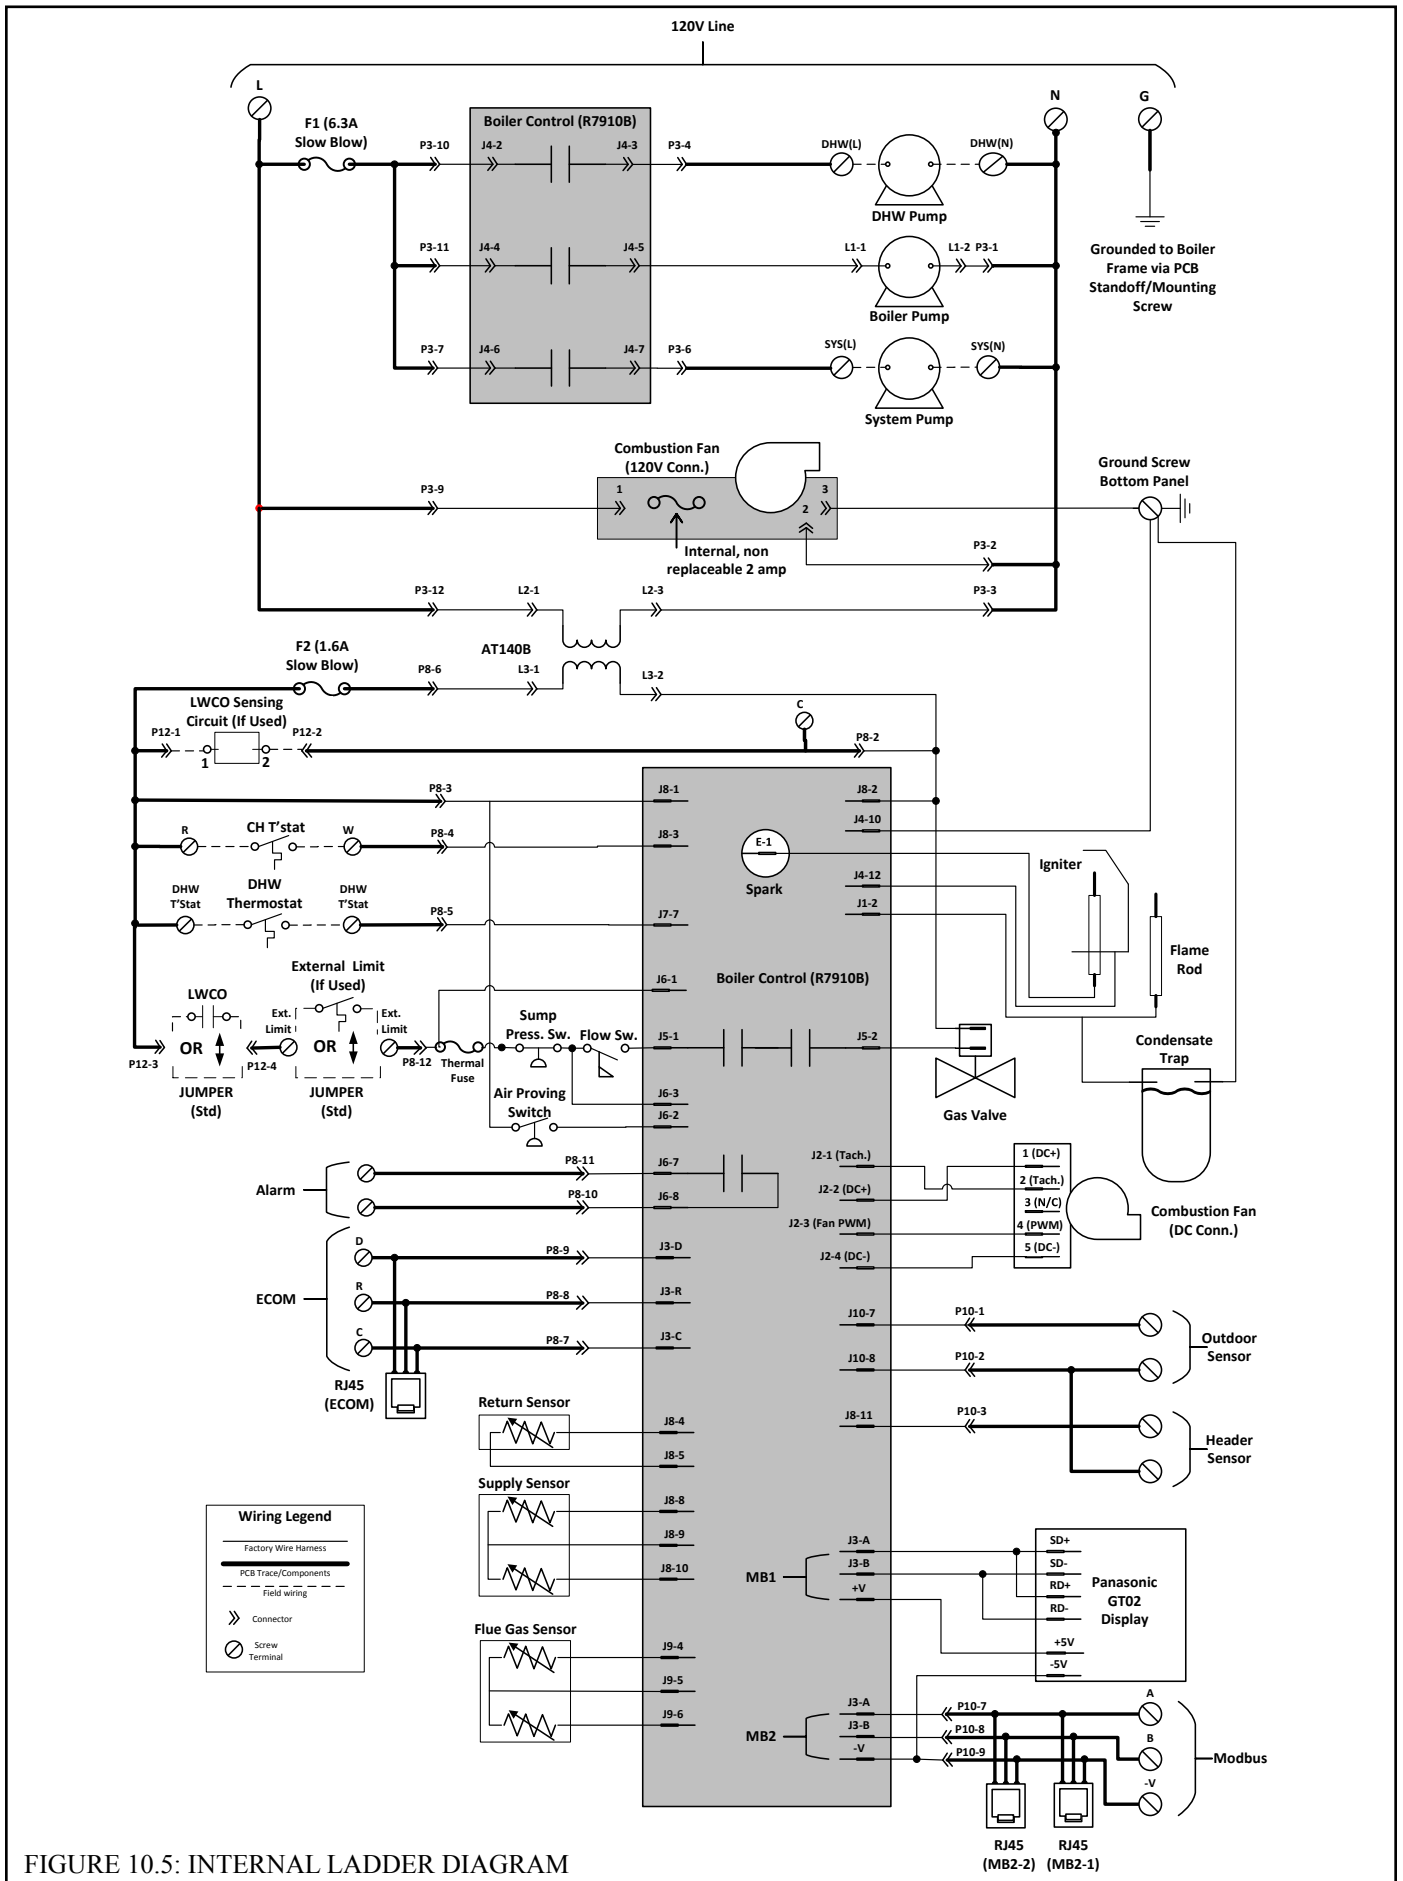 120V Line
L
N
G
F1 (6.3A
Slow Blow)
Boiler Control (R7910B)
P3-10
J4-2
J4-3
P3-4
DHW(L)
DHW(N)
DHW Pump
P3-11
J4-4
J4-5
L1-1
L1-2
P3-1
Boiler Pump
Grounded to Boiler
Frame via PCB
Standoff/Mounting
Screw
P3-7
J4-6
J4-7
P3-6
SYS(L)
SYS(N)
System Pump
Combustion Fan
(120V Conn.)
P3-9
1
3
2
Internal, non
replaceable 2 amp
Ground Screw
Bottom Panel
P3-2
P3-12
L2-1
L2-3
P3-3
AT140B
F2 (1.6A
Slow Blow)
P8-6
L3-1
L3-2
LWCO Sensing
Circuit (If Used)
P12-1
P12-2
1
2
C
P8-2
P8-3
J8-1
J8-2
R
CH T'stat
W
P8-4
J8-3
J4-10
E-1
Spark
Igniter
DHW
T'Stat
DHW
Thermostat
DHW
T'Stat
P8-5
J7-7
J4-12
J1-2
Flame
Rod
External Limit
(If Used)
J6-1
Boiler Control (R7910B)
LWCO
OR
P12-3
P12-4
JUMPER
(Std)
Ext.
Limit
OR
Ext.
Limit
JUMPER
(Std)
P8-12
Thermal
Fuse
Sump
Press. Sw.
Flow Sw.
J5-1
J5-2
Gas Valve
Condensate
Trap
Air Proving
Switch
J6-3
J6-2
Alarm
P8-11
J6-7
P8-10
J6-8
J2-1 (Tach.)
J2-2 (DC+)
J2-3 (Fan PWM)
J2-4 (DC-)
1 (DC+)
2 (Tach.)
3 (N/C)
4 (PWM)
5 (DC-)
Combustion Fan
(DC Conn.)
ECOM
D
P8-9
J3-D
R
P8-8
J3-R
C
P8-7
J3-C
RJ45
(ECOM)
J10-7
P10-1
J10-8
P10-2
Outdoor
Sensor
J8-11
P10-3
Header
Sensor
Return Sensor
J8-4
J8-5
Supply Sensor
J8-8
J8-9
J8-10
Flue Gas Sensor
J9-4
J9-5
J9-6
Wiring Legend
Factory Wire Harness
PCB Trace/Components
Field wiring
Connector
Screw
Terminal
MB1
J3-A
J3-B
+V
SD+
SD-
RD+
RD-
+5V
-5V
Panasonic
GT02
Display
MB2
J3-A
J3-B
-V
P10-7
P10-8
P10-9
A
B
-V
Modbus
RJ45
(MB2-2)
RJ45
(MB2-1)
FIGURE 10.5: INTERNAL LADDER DIAGRAM